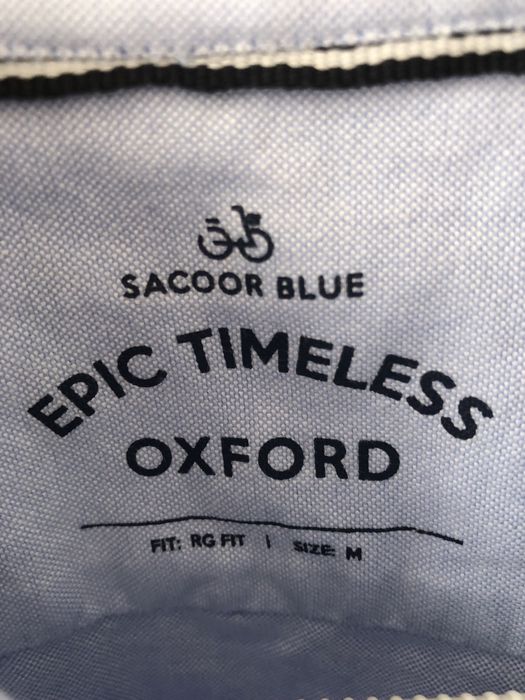 SACOOR BLUE
EPIC TIMELESS
OXFORD
FIT: RG FIT | SIZE: M